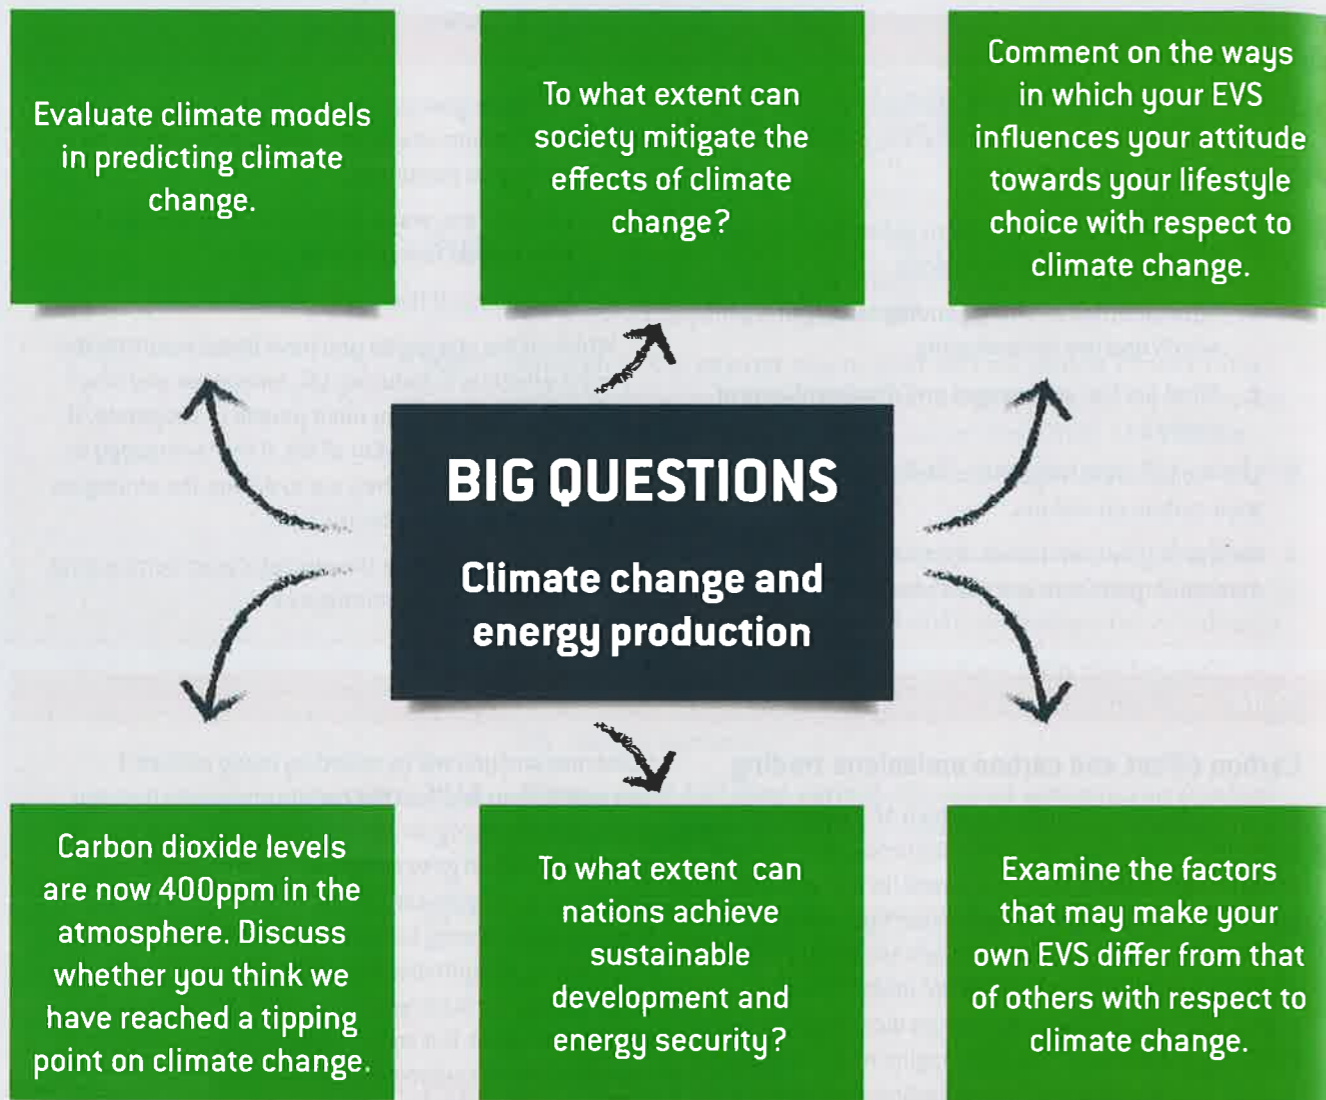 Evaluate climate models
in predicting climate
change.
To what extent can
society mitigate the
effects of climate
change?
Comment on the ways
in which your EVS
influences your attitude
towards your lifestyle
choice with respect to
climate change.
BIG QUESTIONS
Climate change and
energy production
Carbon dioxide levels
are now 400ppm in the
atmosphere. Discuss
whether you think we
have reached a tipping
point on climate change.
To what extent can
nations achieve
sustainable
development and
energy security?
Examine the factors
that may make your
own EVS differ from that
of others with respect to
climate change.